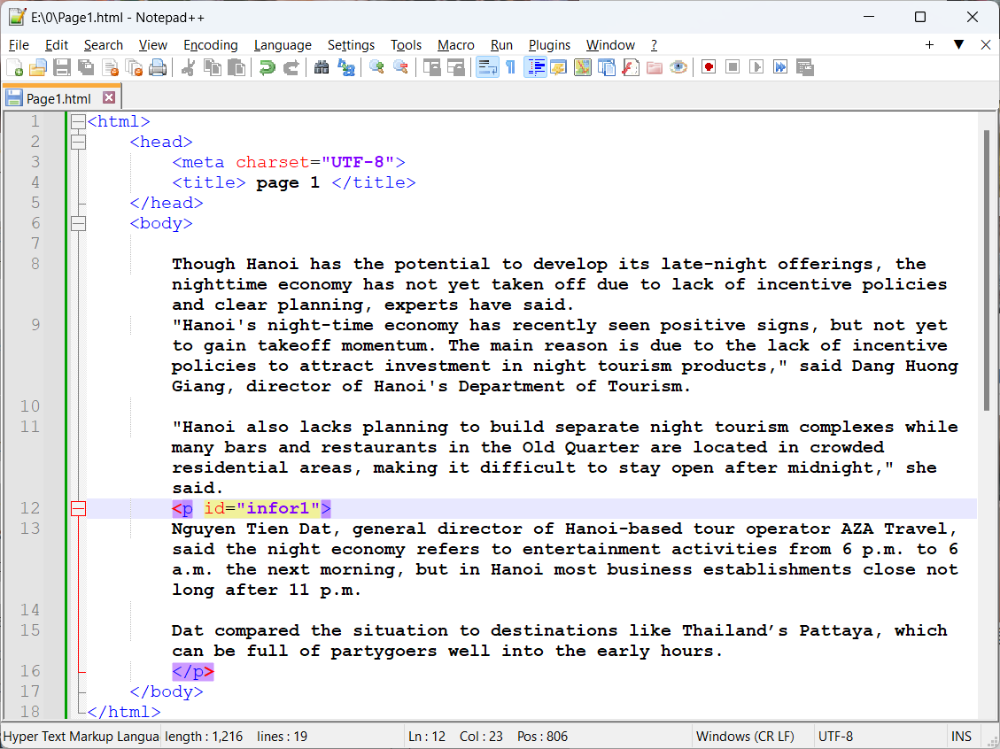 E:\0\Page1.html - Notepad++
File Edit Search View Encoding Language Settings Tools Macro Run Plugins Window ?
Page1.html
1 <html>
2 <head>
3 <meta charset="UTF-8">
4 <title> page 1 </title>
5 </head>
6 <body>
7
8 Though Hanoi has the potential to develop its late-night offerings, the
nighttime economy has not yet taken off due to lack of incentive policies
and clear planning, experts have said.
9 "Hanoi's night-time economy has recently seen positive signs, but not yet
to gain takeoff momentum. The main reason is due to the lack of incentive
policies to attract investment in night tourism products," said Dang Huong
Giang, director of Hanoi's Department of Tourism.
10
11 "Hanoi also lacks planning to build separate night tourism complexes while
many bars and restaurants in the Old Quarter are located in crowded
residential areas, making it difficult to stay open after midnight," she
said.
12 <p id="infor1">
13 Nguyen Tien Dat, general director of Hanoi-based tour operator AZA Travel,
said the night economy refers to entertainment activities from 6 p.m. to 6
a.m. the next morning, but in Hanoi most business establishments close not
long after 11 p.m.
14
15 Dat compared the situation to destinations like Thailand’s Pattaya, which
can be full of partygoers well into the early hours.
16 </p>
17 </body>
18 </html>
Hyper Text Markup Langua length : 1,216 lines : 19 Ln : 12 Col : 23 Pos : 806 Windows (CR LF) UTF-8 INS